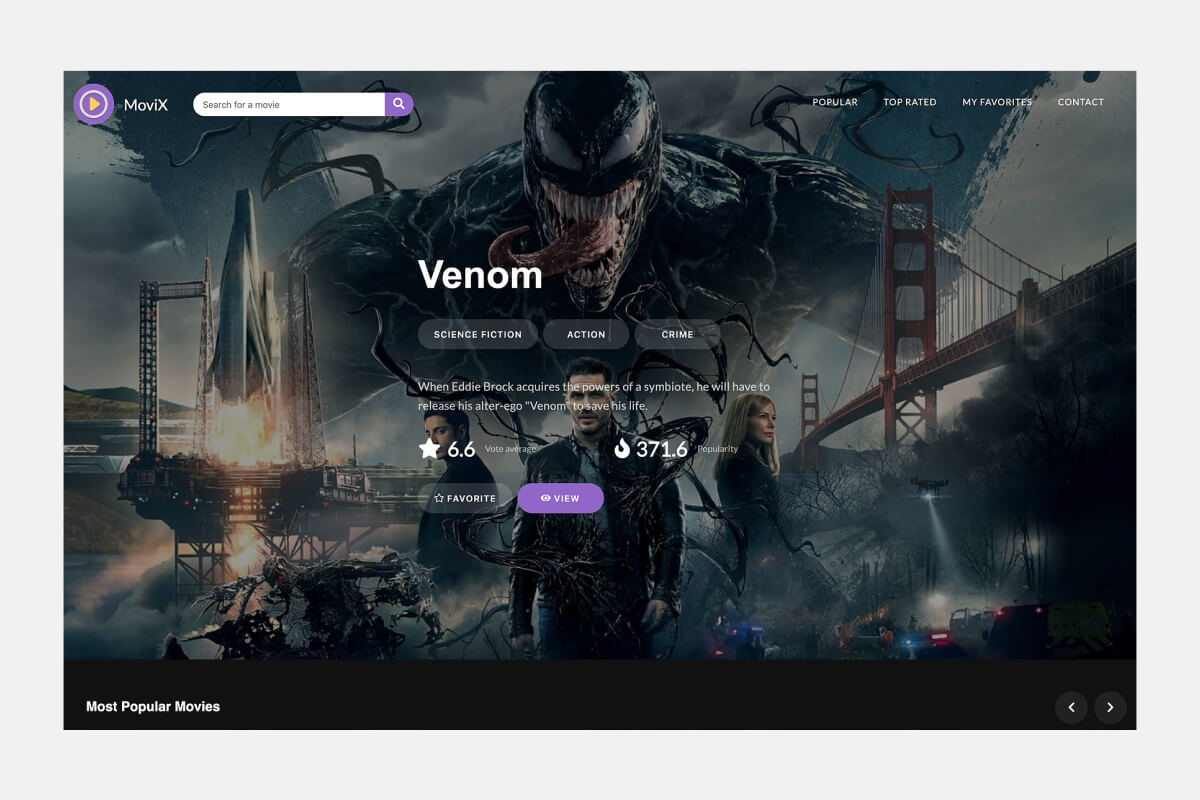 MoviX
Search for a movie
POPULAR
TOP RATED
MY FAVORITES
CONTACT
Venom
SCIENCE FICTION
ACTION
CRIME
When Eddie Brock acquires the powers of a symbiote, he will have to
release his alter-ego "Venom" to save his life.
6.6 Vote average
371.6 Popularity
FAVORITE
VIEW
Most Popular Movies